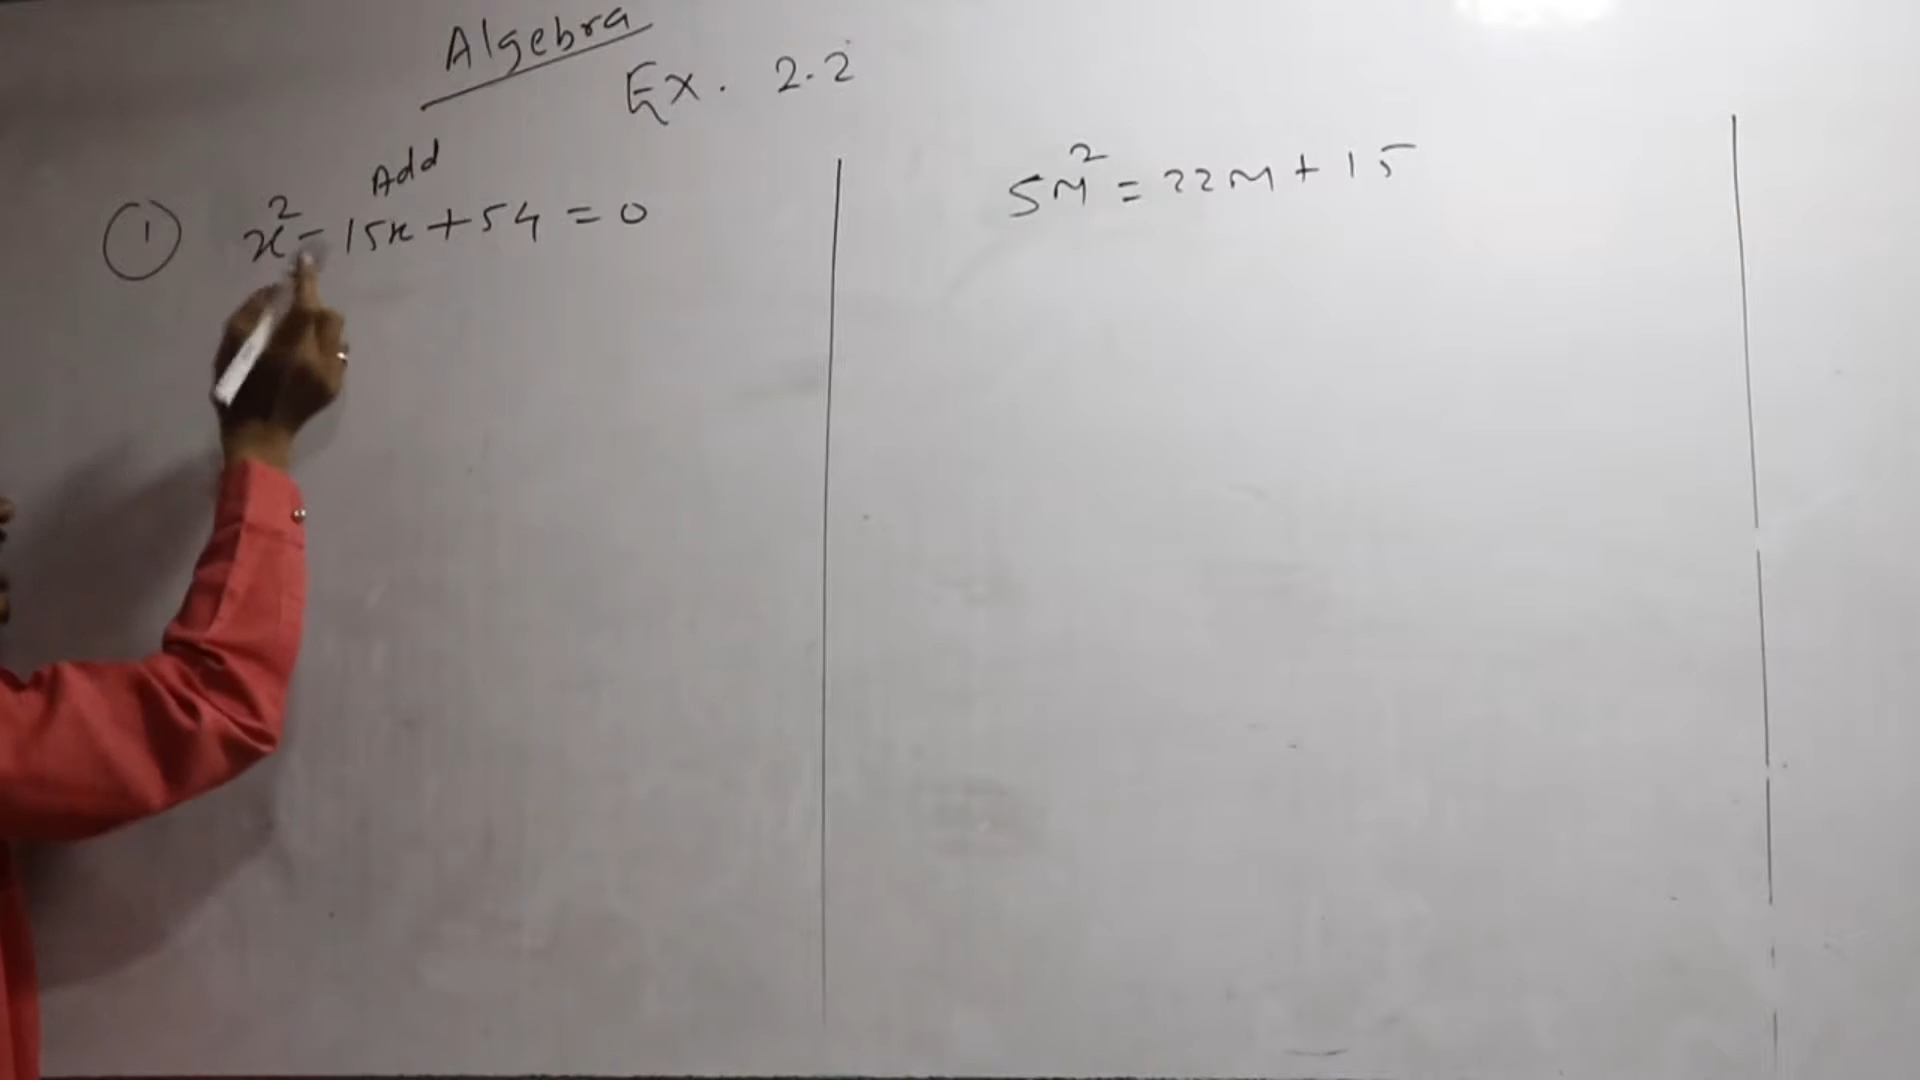 Algebra
Ex. 2.2
Add
① x² - 15x + 54 = 0
5M² = 22M + 15